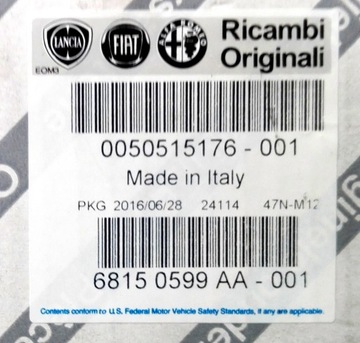 LANCIA FIAT ALFA ROMEO Ricambi
Originali
EOM3
0050515176 - 001
Made in Italy
PKG 2016/06/28 24114 47N-M12
6815 0599 AA - 001
Contents conform to U.S. Federal Motor Vehicle Safety Standards, if any are applicable.